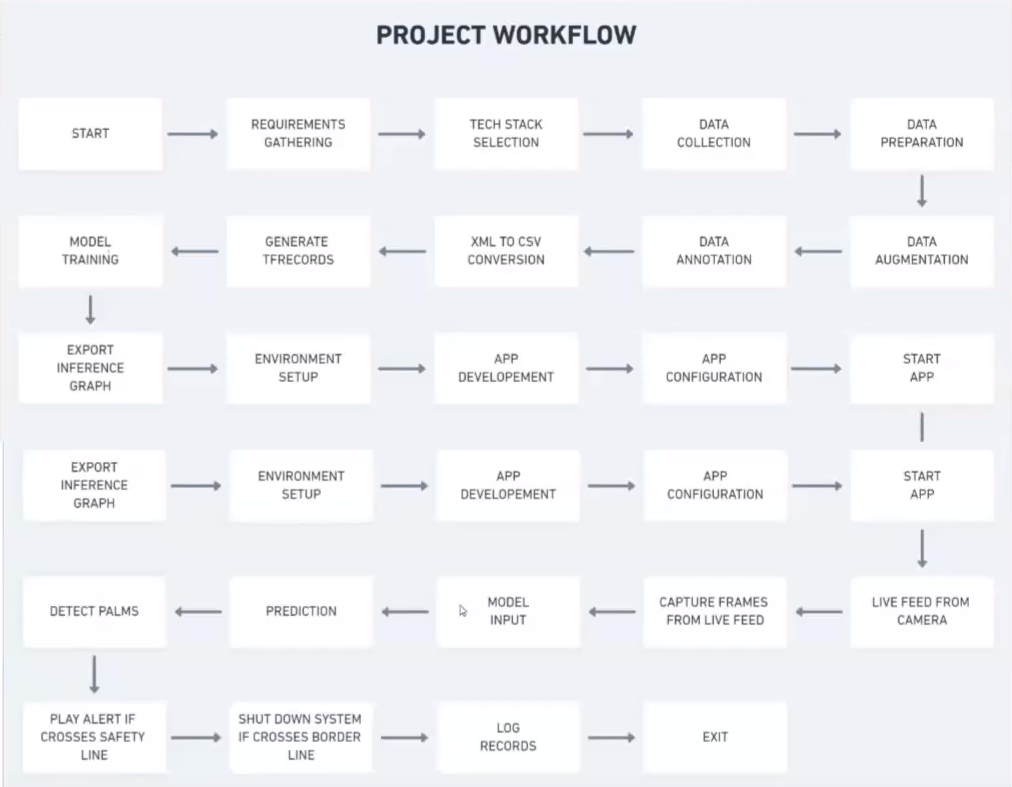 PROJECT WORKFLOW
START
REQUIREMENTS
GATHERING
TECH STACK
SELECTION
DATA
COLLECTION
DATA
PREPARATION
MODEL
TRAINING
GENERATE
TFRECORDS
XML TO CSV
CONVERSION
DATA
ANNOTATION
DATA
AUGMENTATION
EXPORT
INFERENCE
GRAPH
ENVIRONMENT
SETUP
APP
DEVELOPEMENT
APP
CONFIGURATION
START
APP
EXPORT
INFERENCE
GRAPH
ENVIRONMENT
SETUP
APP
DEVELOPEMENT
APP
CONFIGURATION
START
APP
DETECT PALMS
PREDICTION
MODEL
INPUT
CAPTURE FRAMES
FROM LIVE FEED
LIVE FEED FROM
CAMERA
PLAY ALERT IF
CROSSES SAFETY
LINE
SHUT DOWN SYSTEM
IF CROSSES BORDER
LINE
LOG
RECORDS
EXIT